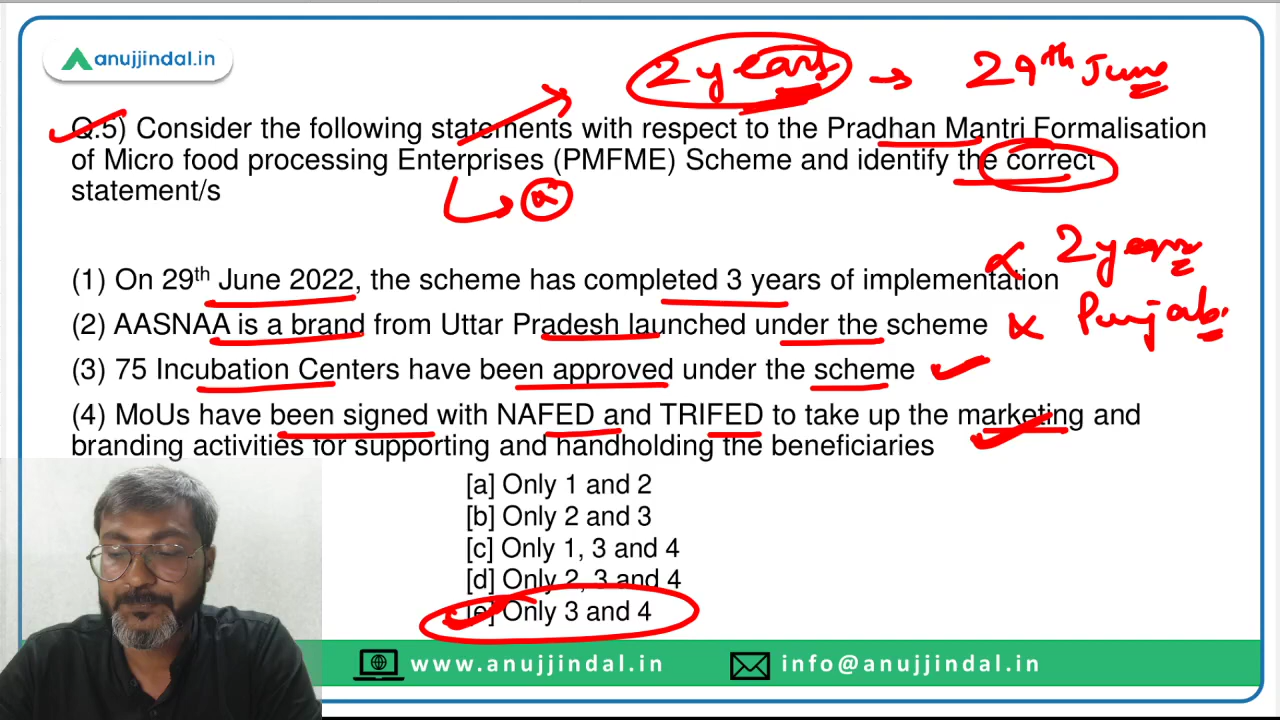 anujjindal.in
2 years → 29th June
Q.5) Consider the following statements with respect to the Pradhan Mantri Formalisation
of Micro food processing Enterprises (PMFME) Scheme and identify the correct
statement/s
2 years
(1) On 29th June 2022, the scheme has completed 3 years of implementation
Punjab.
(2) AASNAA is a brand from Uttar Pradesh launched under the scheme
(3) 75 Incubation Centers have been approved under the scheme
(4) MoUs have been signed with NAFED and TRIFED to take up the marketing and
branding activities for supporting and handholding the beneficiaries
[a] Only 1 and 2
[b] Only 2 and 3
[c] Only 1, 3 and 4
[d] Only 2, 3 and 4
[e] Only 3 and 4
www.anujjindal.in info@anujjindal.in